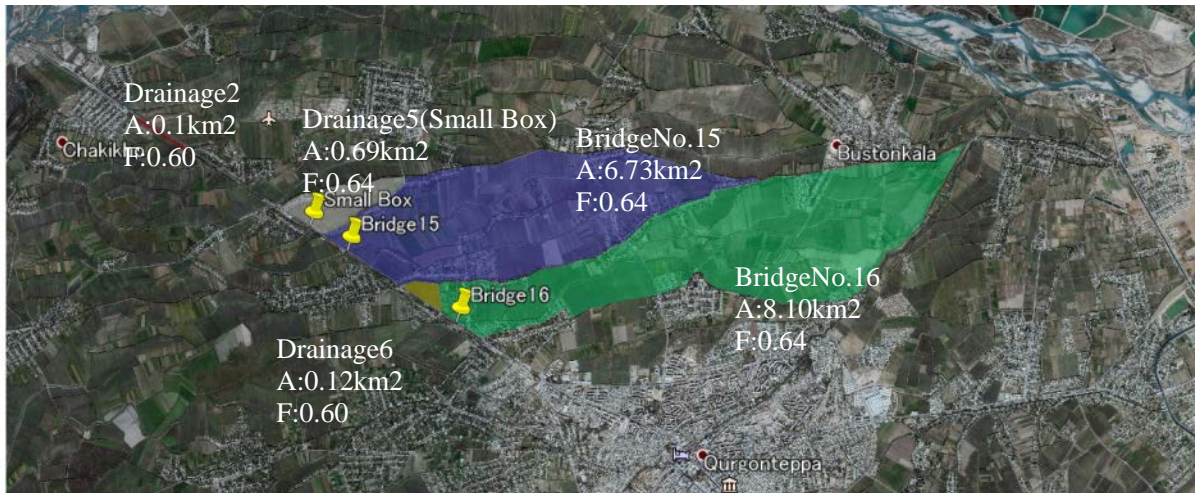 Drainage2
A:0.1km2
F:0.60
Chakikho
Drainage5(Small Box)
A:0.69km2
F:0.64
Small Box
Bridge15
BridgeNo.15
A:6.73km2
F:0.64
Bustonkala
Bridge16
BridgeNo.16
A:8.10km2
F:0.64
Drainage6
A:0.12km2
F:0.60
Qurgonteppa